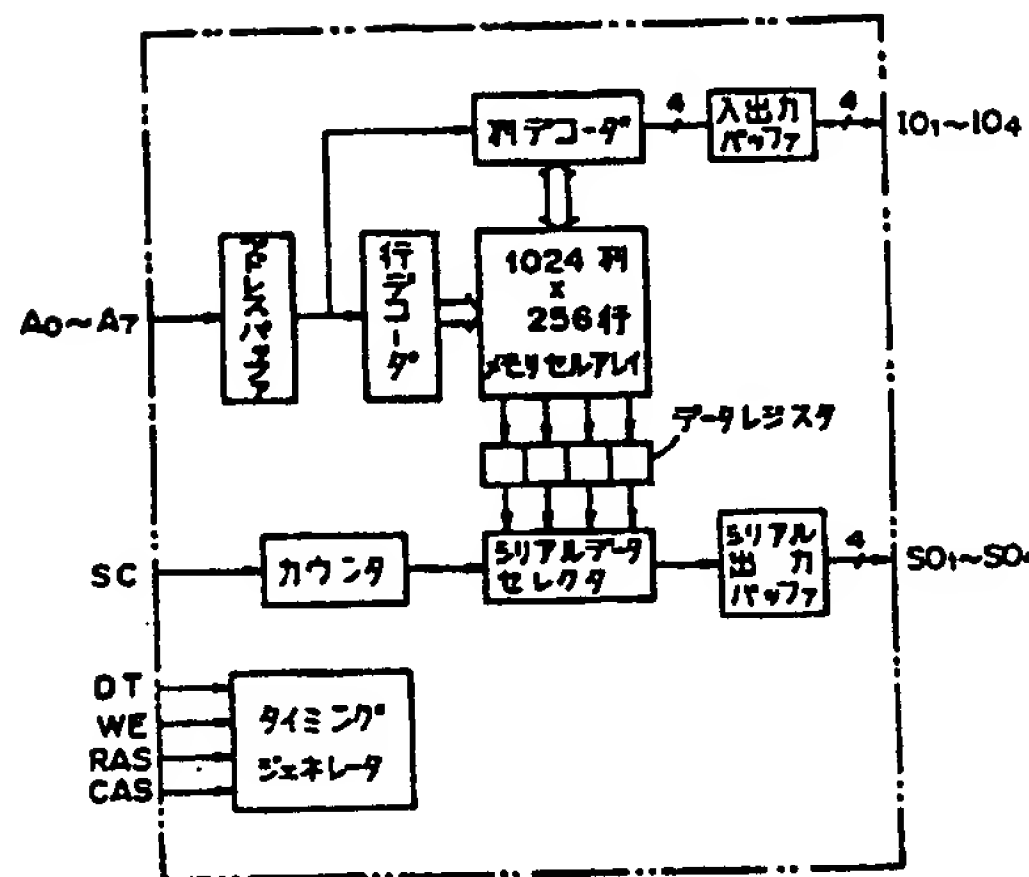 列デコーダ
4
入出力
バッファ
4
IO₁~IO₄
A₀~A₇
アドレスバッファ
行デコーダ
1024 列
x
256行
メモリセルアレイ
データレジスタ
SC
カウンタ
シリアルデータ
セレクタ
シリアル
出力
バッファ
4
SO₁~SO₄
DT
WE
RAS
CAS
タイミング
ジェネレータ